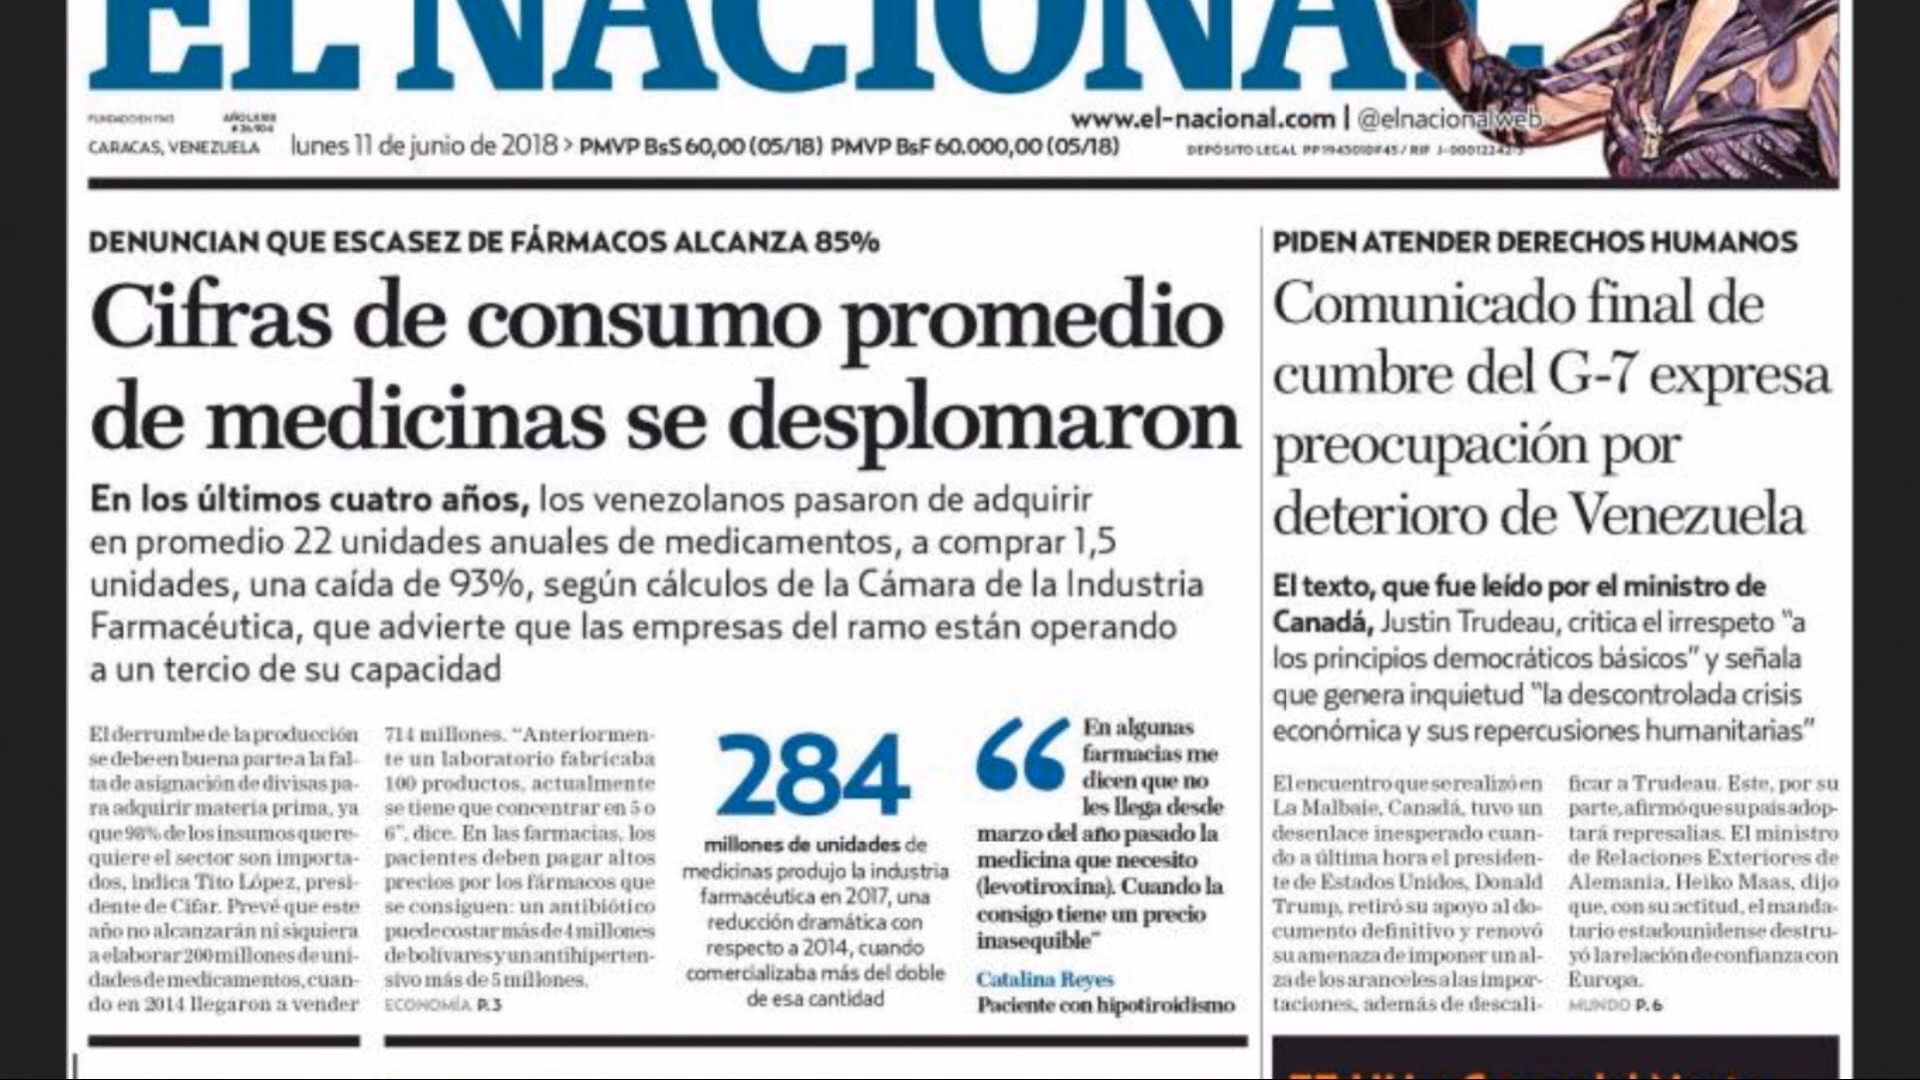 EL NACIONAL
FUNDADO EN 1943
AÑO LXXIII
# 26.904
CARACAS, VENEZUELA
lunes 11 de junio de 2018 > PMVP BsS 60,00 (05/18) PMVP BsF 60.000,00 (05/18)
www.el-nacional.com | @elnacionalweb
DEPÓSITO LEGAL PP194301DF45 / RIF J-00012242-3
DENUNCIAN QUE ESCASEZ DE FÁRMACOS ALCANZA 85%
Cifras de consumo promedio
de medicinas se desplomaron
En los últimos cuatro años, los venezolanos pasaron de adquirir
en promedio 22 unidades anuales de medicamentos, a comprar 1,5
unidades, una caída de 93%, según cálculos de la Cámara de la Industria
Farmacéutica, que advierte que las empresas del ramo están operando
a un tercio de su capacidad
El derrumbe de la producción
se debe en buena parte a la fal-
ta de asignación de divisas pa-
ra adquirir materia prima, ya
que 98% de los insumos que re-
quiere el sector son importa-
dos, indica Tito López, presi-
dente de Cifar. Prevé que este
año no alcanzarán ni siquiera
a elaborar 200 millones de uni-
dades de medicamentos, cuan-
do en 2014 llegaron a vender
714 millones. “Anteriormen-
te un laboratorio fabricaba
100 productos, actualmente
se tiene que concentrar en 5 o
6”, dice. En las farmacias, los
pacientes deben pagar altos
precios por los fármacos que
se consiguen: un antibiótico
puede costar más de 4 millones
de bolívares y un antihiperten-
sivo más de 5 millones.
ECONOMÍA P.3
284
millones de unidades de
medicinas produjo la industria
farmacéutica en 2017, una
reducción dramática con
respecto a 2014, cuando
comercializaba más del doble
de esa cantidad
“En algunas
farmacias me
dicen que no
les llega desde
marzo del año pasado la
medicina que necesito
(levotiroxina). Cuando la
consigo tiene un precio
inasequible”
Catalina Reyes
Paciente con hipotiroidismo
PIDEN ATENDER DERECHOS HUMANOS
Comunicado final de
cumbre del G-7 expresa
preocupación por
deterioro de Venezuela
El texto, que fue leído por el ministro de
Canadá, Justin Trudeau, critica el irrespeto “a
los principios democráticos básicos” y señala
que genera inquietud “la descontrolada crisis
económica y sus repercusiones humanitarias”
El encuentro que se realizó en
La Malbaie, Canadá, tuvo un
desenlace inesperado cuan-
do a última hora el presiden-
te de Estados Unidos, Donald
Trump, retiró su apoyo al do-
cumento definitivo y renovó
su amenaza de imponer un al-
za de los aranceles a las impor-
taciones, además de descali-
ficar a Trudeau. Este, por su
parte, afirmó que su país adop-
tará represalias. El ministro
de Relaciones Exteriores de
Alemania, Heiko Maas, dijo
que, con su actitud, el manda-
tario estadounidense destru-
yó la relación de confianza con
Europa.
MUNDO P.6